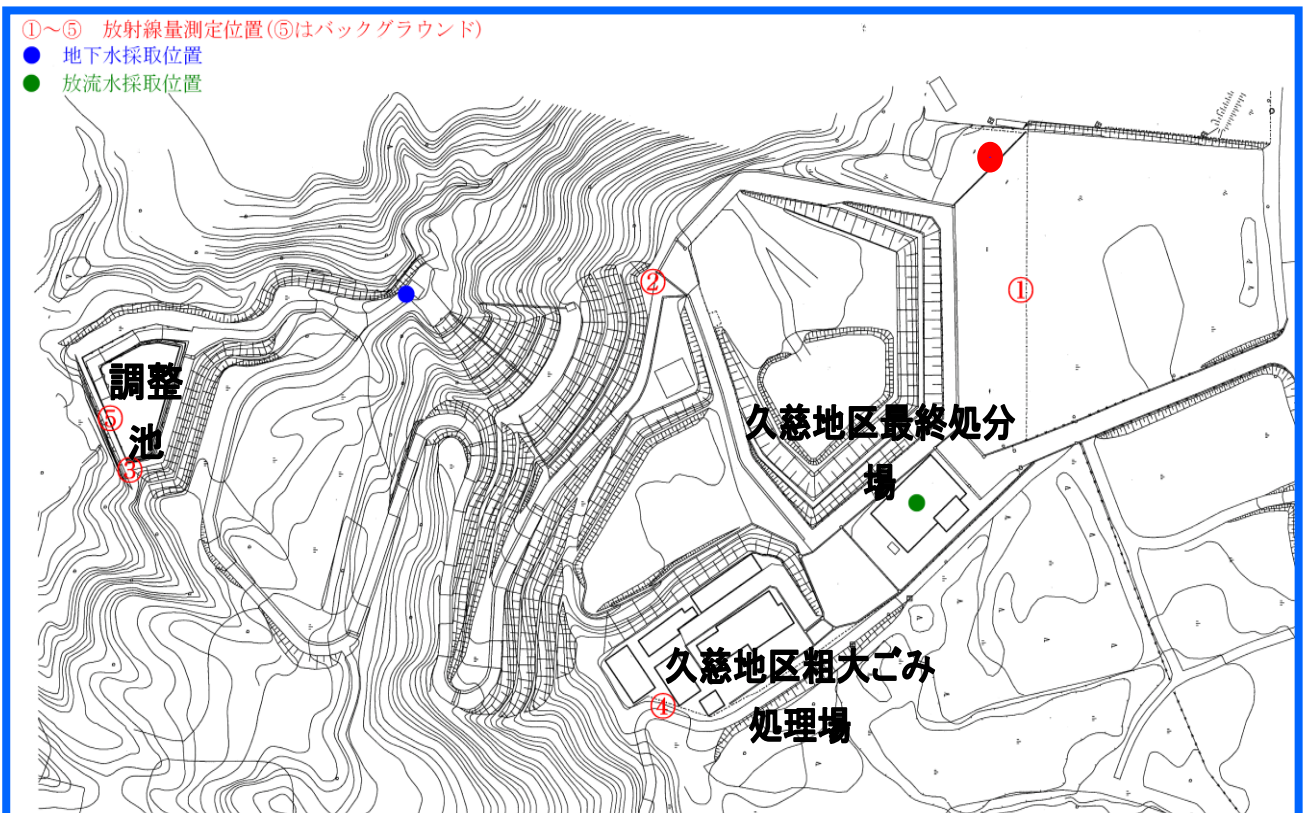 ①～⑤ 放射線量測定位置(⑤はバックグラウンド)
● 地下水採取位置
● 放流水採取位置
②
①
調整
池
⑤
③
久慈地区最終処分
場
久慈地区粗大ごみ
処理場
④